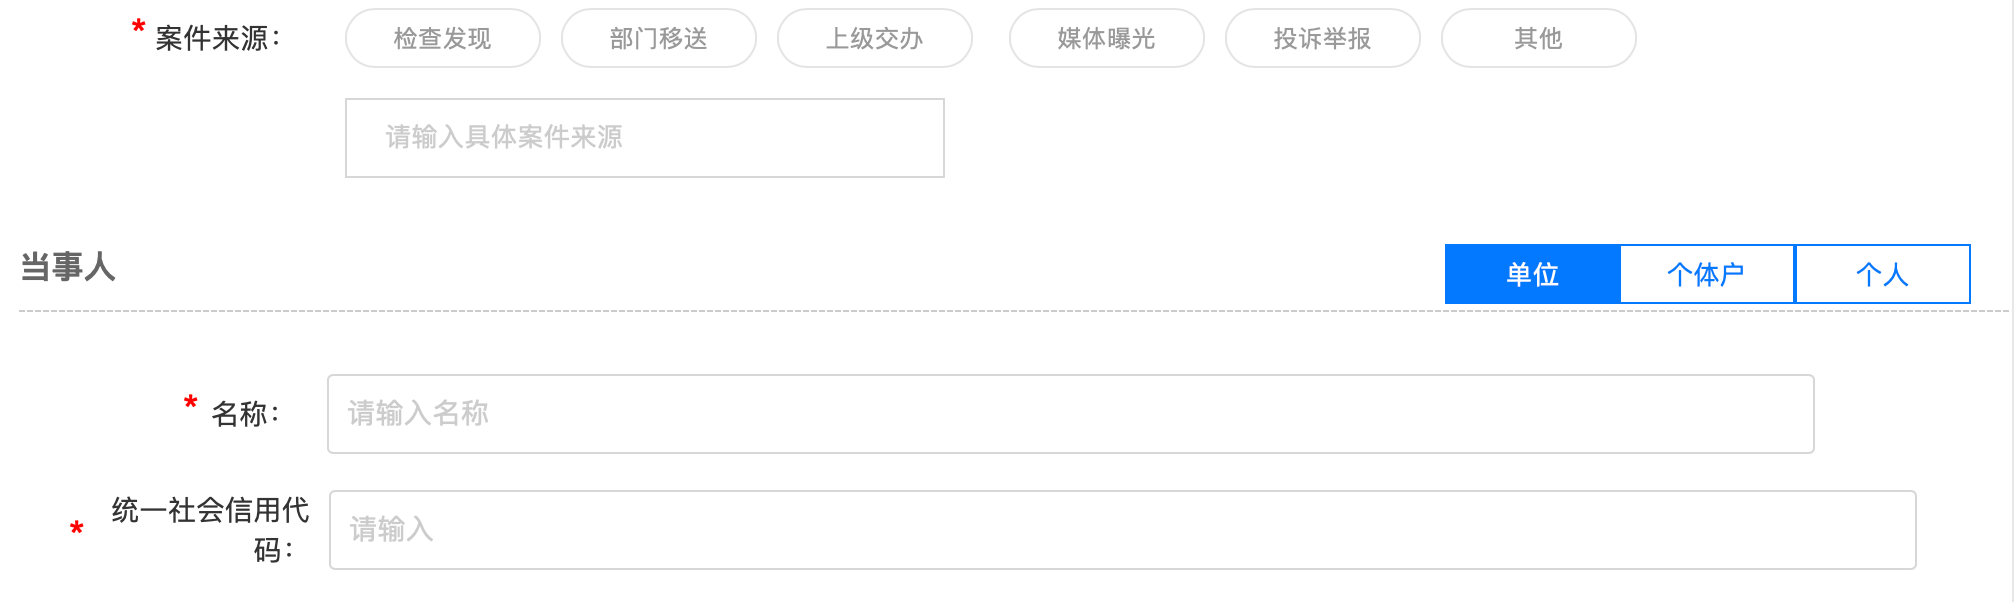 * 案件来源： 检查发现 部门移送 上级交办 媒体曝光 投诉举报 其他
请输入具体案件来源
当事人 单位 个体户 个人
* 名称： 请输入名称
* 统一社会信用代 请输入
码：